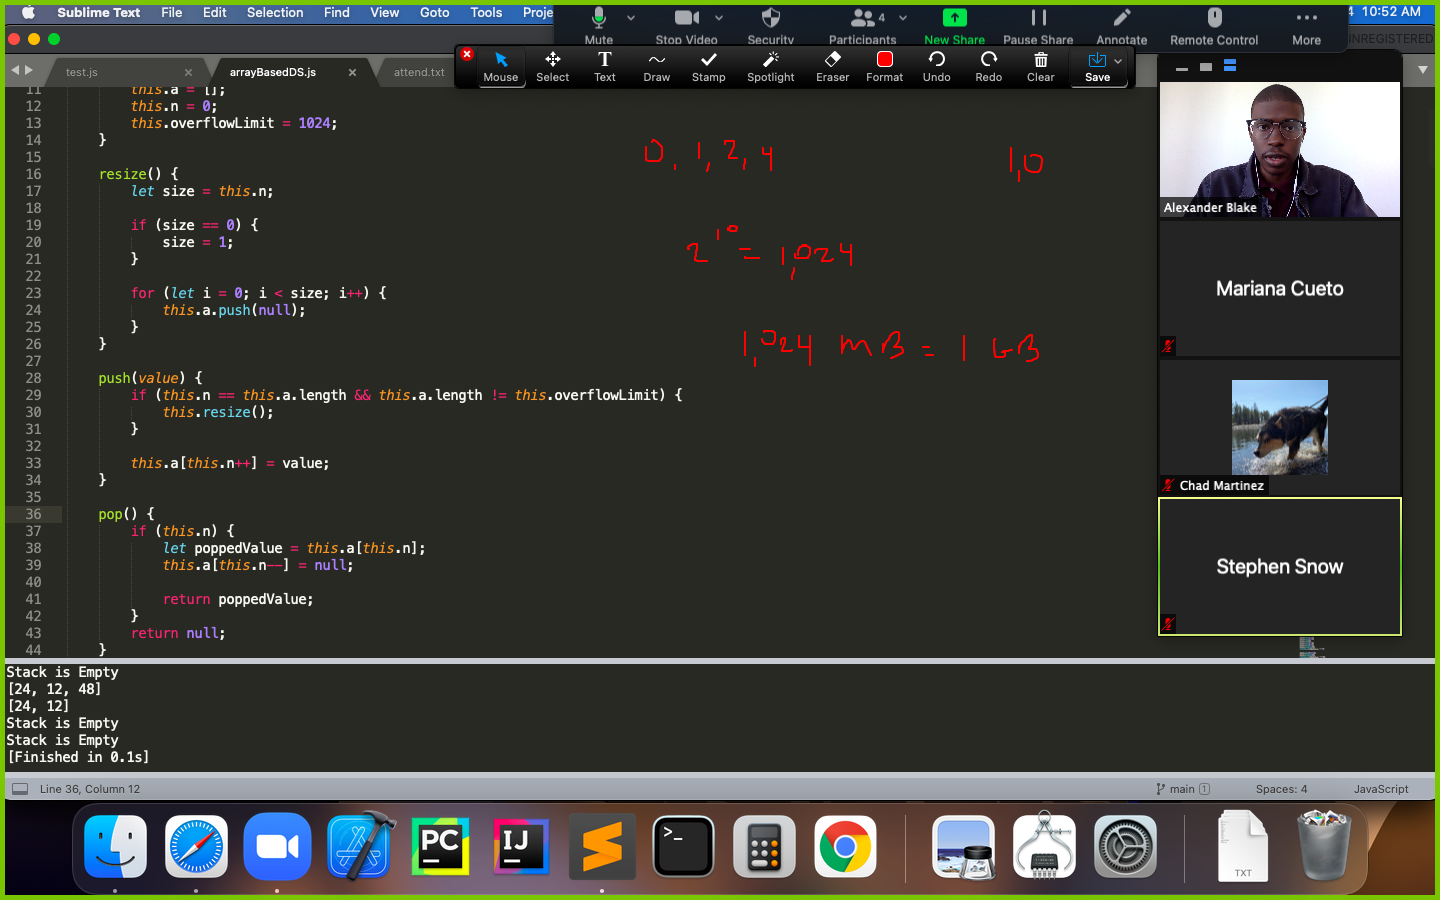 Sublime Text File Edit Selection Find View Goto Tools Proje
10:52 AM
Mute Stop Video Security Participants 4 New Share Pause Share Annotate Remote Control More
UNREGISTERED
Mouse Select Text Draw Stamp Spotlight Eraser Format Undo Redo Clear Save
test.js arrayBasedDS.js attend.txt
11 this.a = [];
12 this.n = 0;
13 this.overflowLimit = 1024;
14 }
15
16 resize() {
17 let size = this.n;
18
19 if (size == 0) {
20 size = 1;
21 }
22
23 for (let i = 0; i < size; i++) {
24 this.a.push(null);
25 }
26 }
27
28 push(value) {
29 if (this.n == this.a.length && this.a.length != this.overflowLimit) {
30 this.resize();
31 }
32
33 this.a[this.n++] = value;
34 }
35
36 pop() {
37 if (this.n) {
38 let poppedValue = this.a[this.n];
39 this.a[this.n--] = null;
40
41 return poppedValue;
42 }
43 return null;
44 }
0, 1, 2, 4
1,0
2^10 = 1,024
1,024 MB = 1 GB
Alexander Blake
Mariana Cueto
Chad Martinez
Stephen Snow
Stack is Empty
[24, 12, 48]
[24, 12]
Stack is Empty
Stack is Empty
[Finished in 0.1s]
Line 36, Column 12 main 1 Spaces: 4 JavaScript
PC IJ >_ TXT